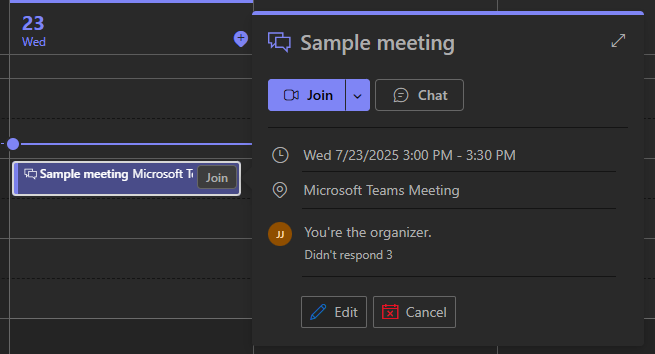 23
Wed
Sample meeting Microsoft
Join
Sample meeting
Join
Chat
Wed 7/23/2025 3:00 PM - 3:30 PM
Microsoft Teams Meeting
JJ
You're the organizer.
Didn't respond 3
Edit
Cancel